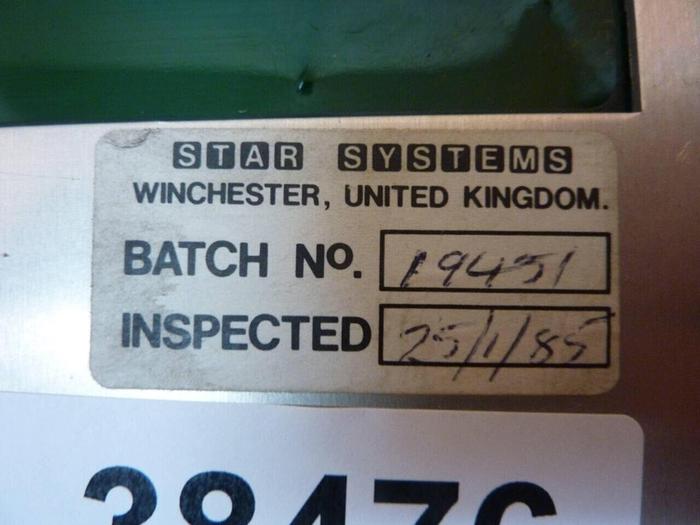 STAR SYSTEMS
WINCHESTER, UNITED KINGDOM.
BATCH No. 19451
INSPECTED 25/1/85